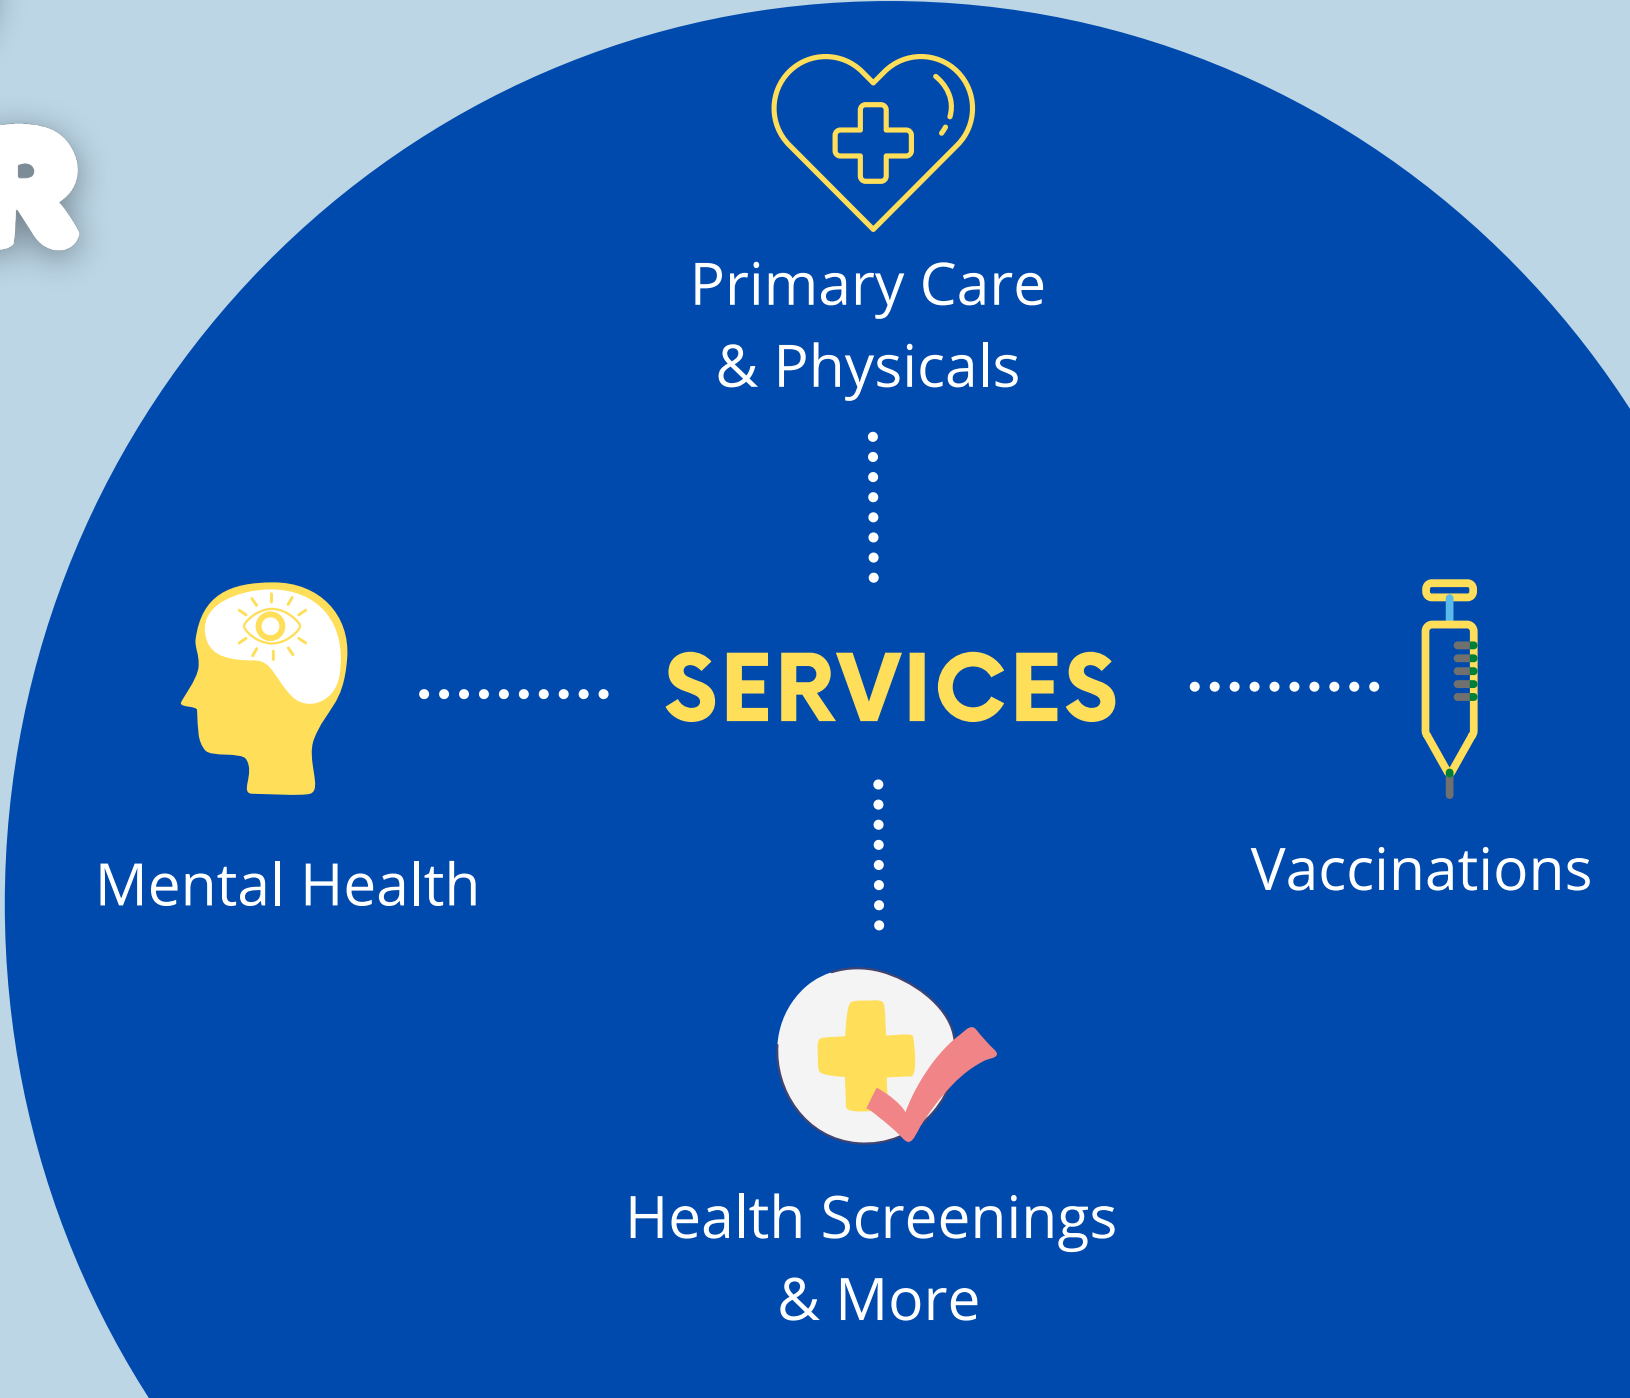 R
Primary Care
& Physicals
SERVICES
Mental Health
Vaccinations
Health Screenings
& More